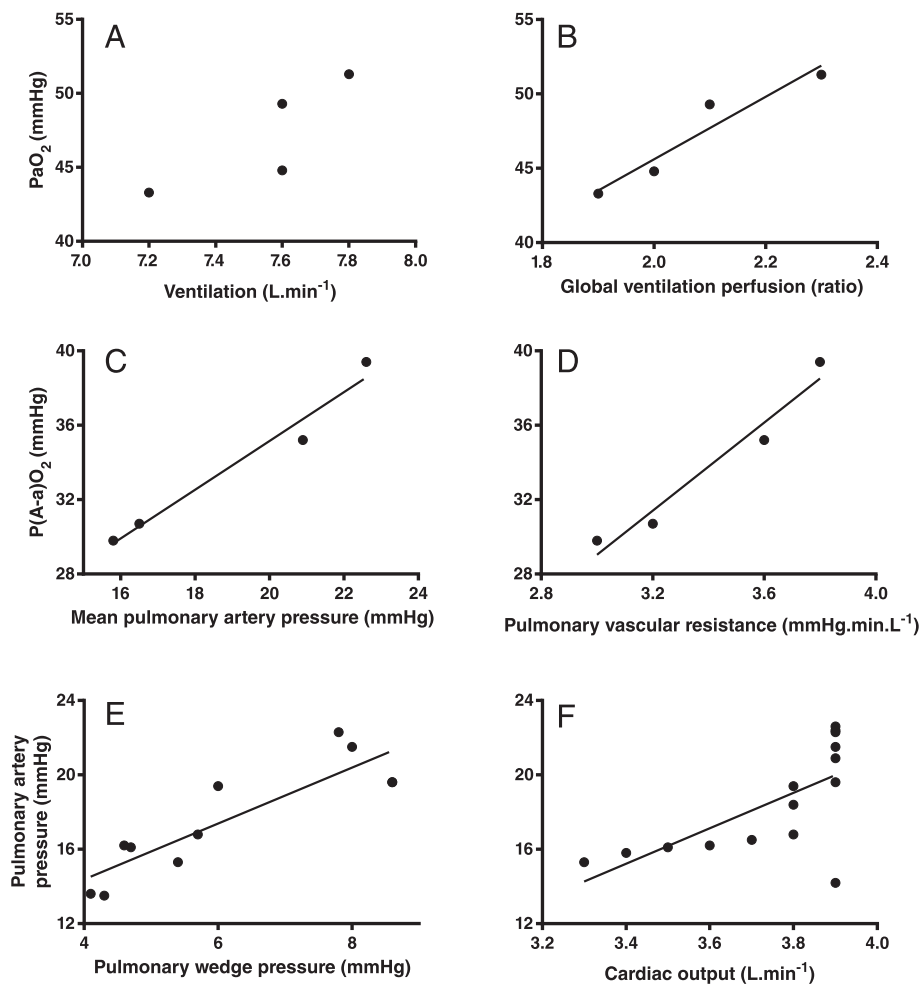 A
55
50
45
40
PaO2 (mmHg)
7.0 7.2 7.4 7.6 7.8 8.0
Ventilation (L.min-1)
B
55
50
45
40
1.8 2.0 2.2 2.4
Global ventilation perfusion (ratio)
C
40
36
32
28
P(A-a)O2 (mmHg)
16 18 20 22 24
Mean pulmonary artery pressure (mmHg)
D
40
36
32
28
2.8 3.2 3.6 4.0
Pulmonary vascular resistance (mmHg.min.L-1)
E
24
20
16
12
Pulmonary artery
pressure (mmHg)
4 6 8
Pulmonary wedge pressure (mmHg)
F
24
20
16
12
3.2 3.4 3.6 3.8 4.0
Cardiac output (L.min-1)